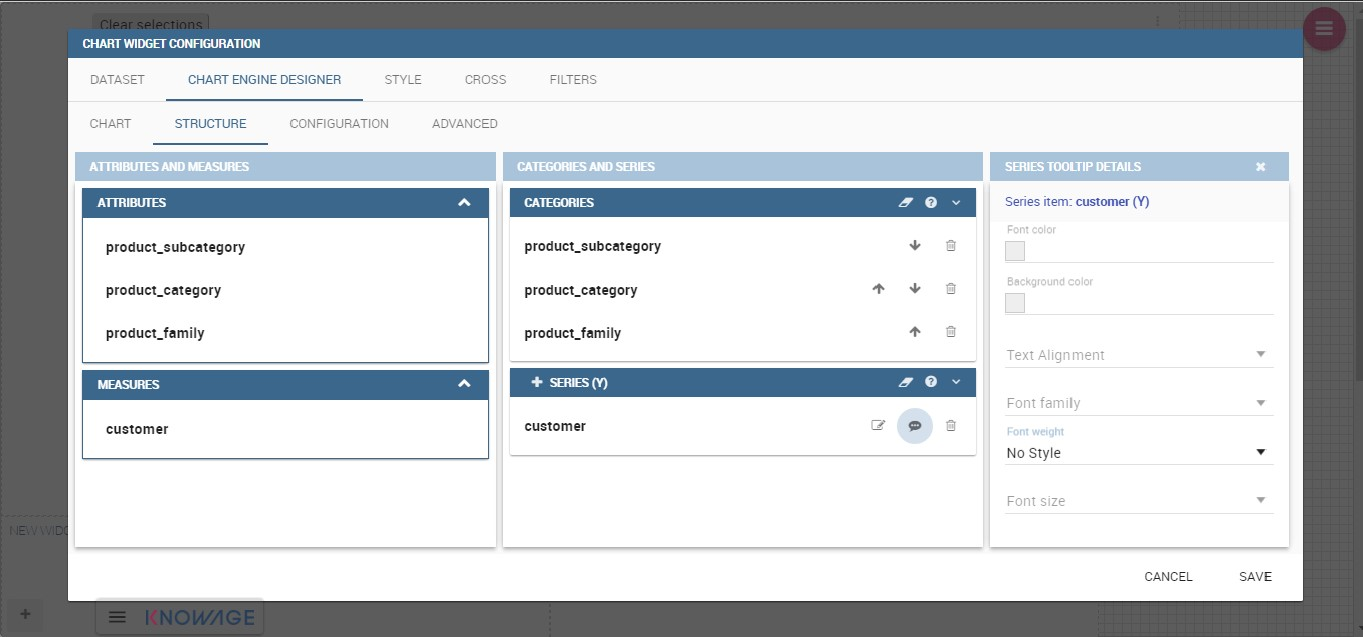 Clear selections
CHART WIDGET CONFIGURATION
DATASET CHART ENGINE DESIGNER STYLE CROSS FILTERS
CHART STRUCTURE CONFIGURATION ADVANCED
ATTRIBUTES AND MEASURES
ATTRIBUTES
product_subcategory
product_category
product_family
MEASURES
customer
CATEGORIES AND SERIES
CATEGORIES
product_subcategory
product_category
product_family
SERIES (Y)
customer
SERIES TOOLTIP DETAILS
Series item: customer (Y)
Font color
Background color
Text Alignment
Font family
Font weight
No Style
Font size
NEW WIDG
CANCEL SAVE
KNOWAGE